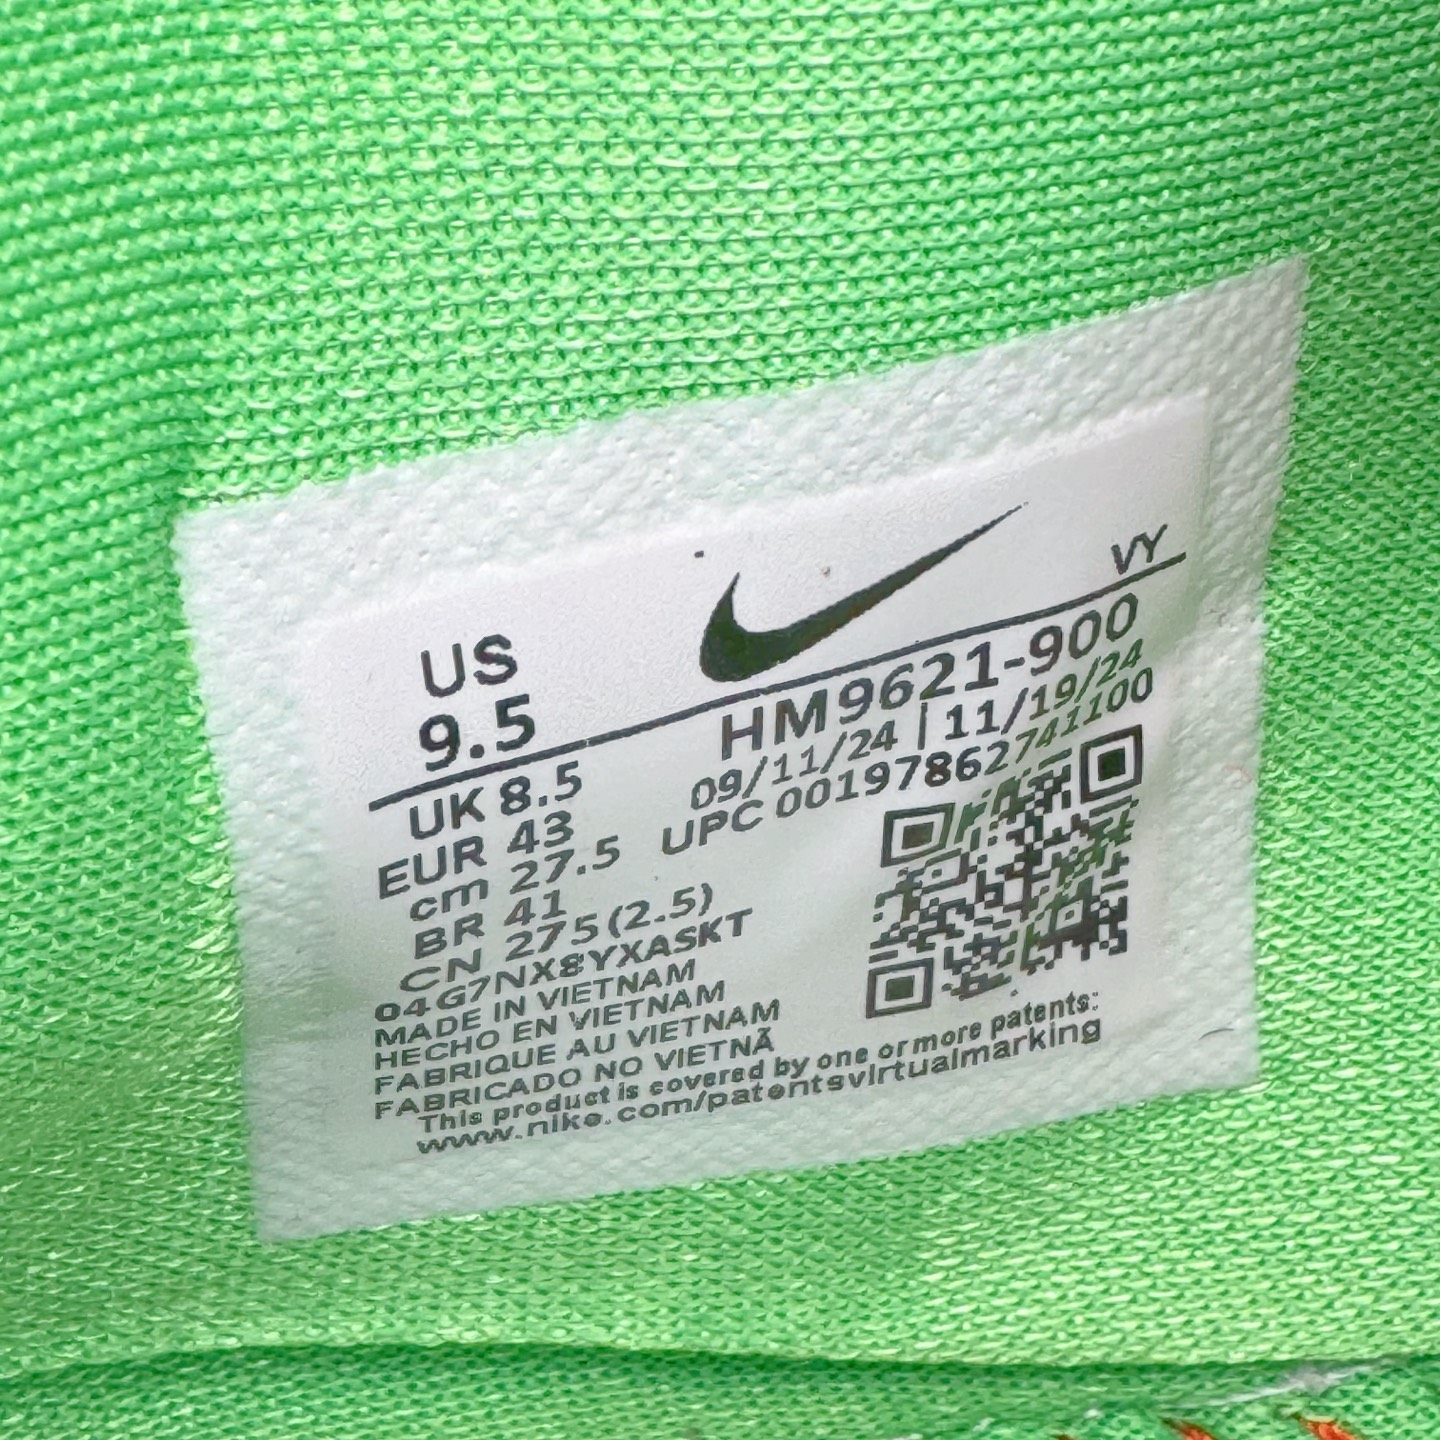 VY
US
9.5
HM9621-900
09/11/24 | 11/19/24
UPC 00197862741100
UK 8.5
EUR 43
cm 27.5
BR 41
CN 275(2.5)
04G7NX8YXASKT
MADE IN VIETNAM
HECHO EN VIETNAM
FABRIQUE AU VIETNAM
FABRICADO NO VIETNÃ
This product is covered by one or more patents:
www.nike.com/patentsvirtualmarking